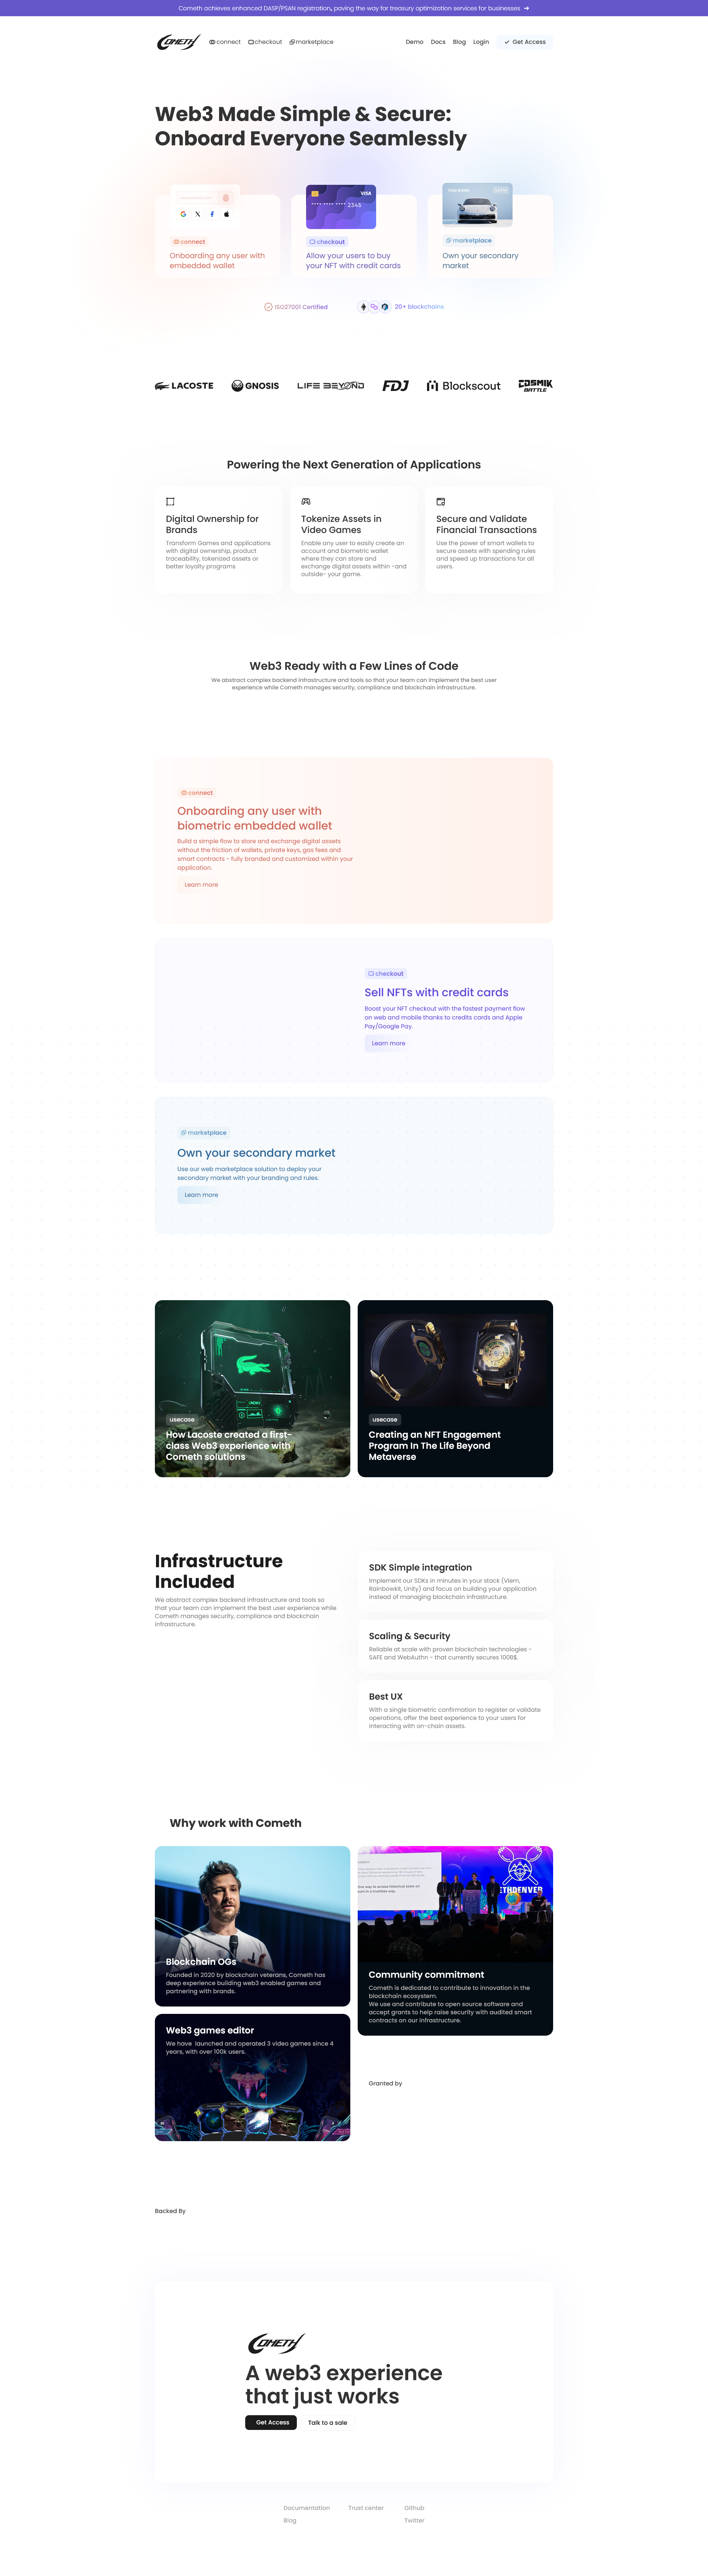 Cometh achieves enhanced DASP/PSAN registration, paving the way for treasury optimization services for businesses ➔
COMETH
connect
checkout
marketplace
Demo
Docs
Blog
Login
Get Access
Web3 Made Simple & Secure:
Onboard Everyone Seamlessly
connect
Onboarding any user with
embedded wallet
VISA
**** **** **** 2345
checkout
Allow your users to buy
your NFT with credit cards
marketplace
Own your secondary
market
ISO27001 Certified
20+ blockchains
LACOSTE
GNOSIS
LIFE BEYOND
FDJ
Blockscout
COSMIK
BATTLE
Powering the Next Generation of Applications
Digital Ownership for
Brands
Transform Games and applications
with digital ownership, product
traceability, tokenized assets or
better loyalty programs
Tokenize Assets in
Video Games
Enable any user to easily create an
account and biometric wallet
where they can store and
exchange digital assets within -and
outside- your game.
Secure and Validate
Financial Transactions
Use the power of smart wallets to
secure assets with spending rules
and speed up transactions for all
users.
Web3 Ready with a Few Lines of Code
We abstract complex backend infrastructure and tools so that your team can implement the best user
experience while Cometh manages security, compliance and blockchain infrastructure.
connect
Onboarding any user with
biometric embedded wallet
Build a simple flow to store and exchange digital assets
without the friction of wallets, private keys, gas fees and
smart contracts - fully branded and customized within your
application.
Learn more
checkout
Sell NFTs with credit cards
Boost your NFT checkout with the fastest payment flow
on web and mobile thanks to credits cards and Apple
Pay/Google Pay.
Learn more
marketplace
Own your secondary market
Use our web marketplace solution to deploy your
secondary market with your branding and rules.
Learn more
usecase
How Lacoste created a first-
class Web3 experience with
Cometh solutions
usecase
Creating an NFT Engagement
Program In The Life Beyond
Metaverse
Infrastructure
Included
We abstract complex backend infrastructure and tools so
that your team can implement the best user experience while
Cometh manages security, compliance and blockchain
infrastructure.
SDK Simple integration
Implement our SDKs in minutes in your stack (Viem,
Rainbowkit, Unity) and focus on building your application
instead of managing blockchain infrastructure.
Scaling & Security
Reliable at scale with proven blockchain technologies -
SAFE and WebAuthn - that currently secures 100B$.
Best UX
With a single biometric confirmation to register or validate
operations, offer the best experience to your users for
interacting with on-chain assets.
Why work with Cometh
Blockchain OGs
Founded in 2020 by blockchain veterans, Cometh has
deep experience building web3 enabled games and
partnering with brands.
ETHDENVER
Community commitment
Cometh is dedicated to contribute to innovation in the
blockchain ecosystem.
We use and contribute to open source software and
accept grants to help raise security with audited smart
contracts on our infrastructure.
Web3 games editor
We have launched and operated 3 video games since 4
years, with over 100k users.
Granted by
Backed By
COMETH
A web3 experience
that just works
Get Access
Talk to a sale
Documentation
Trust center
Github
Blog
Twitter